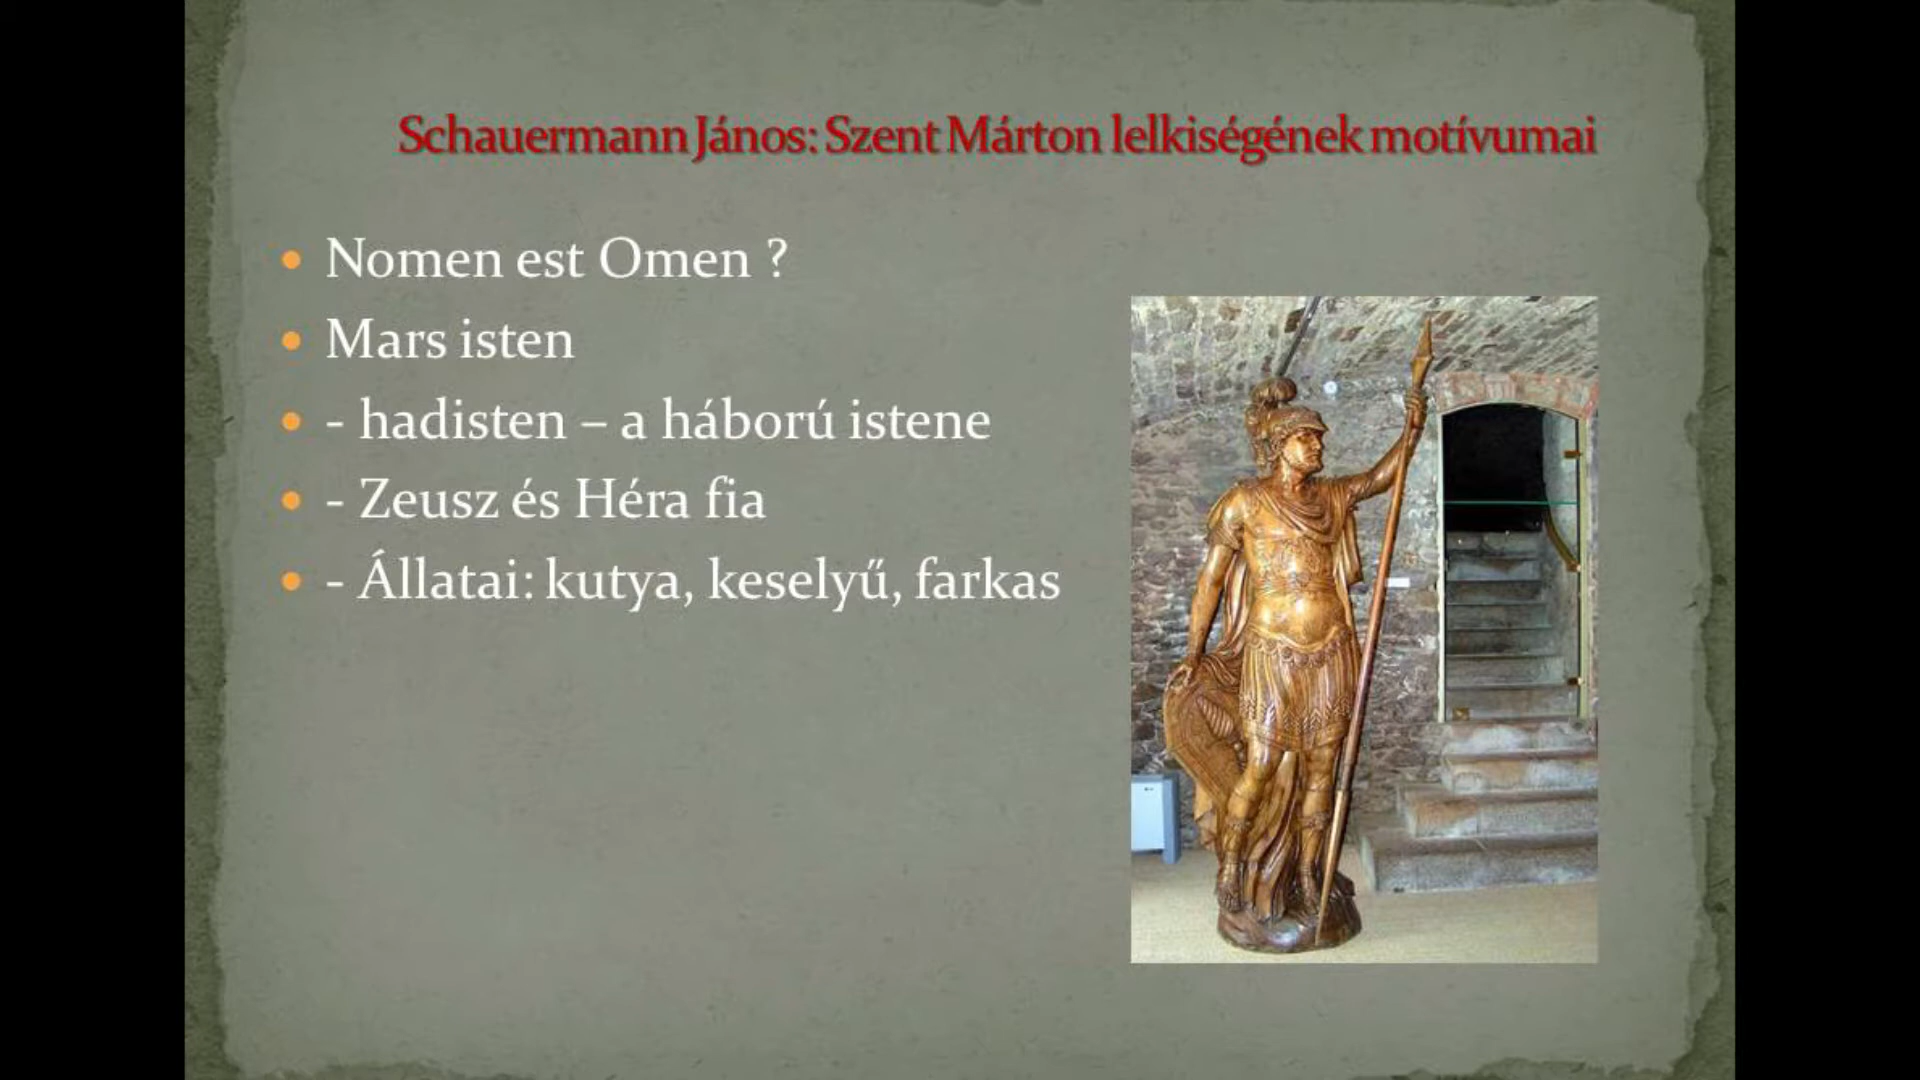 Schauermann János: Szent Márton lelkiségének motívumai
• Nomen est Omen ?
• Mars isten
• - hadisten – a háború istene
• - Zeusz és Héra fia
• - Állatai: kutya, keselyű, farkas